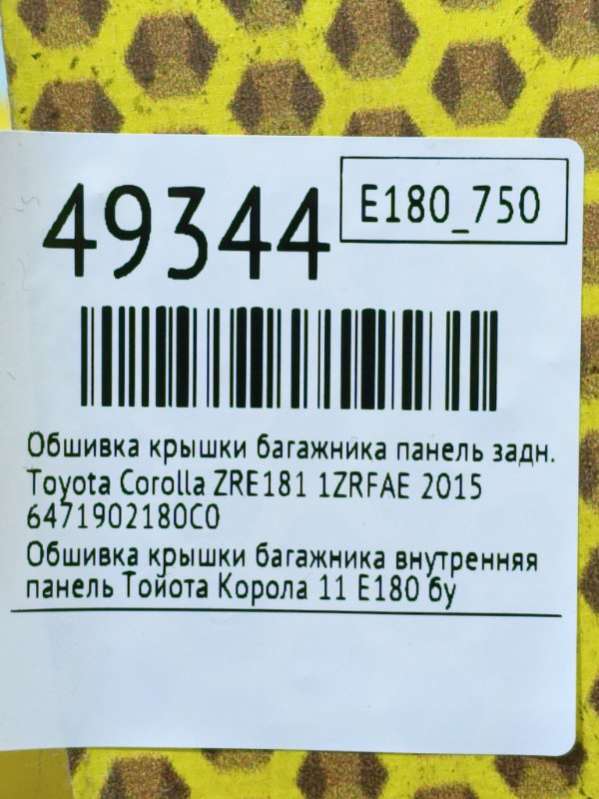 49344
E180_750
Обшивка крышки багажника панель задн.
Toyota Corolla ZRE181 1ZRFAE 2015
6471902180C0
Обшивка крышки багажника внутренняя
панель Тойота Корола 11 Е180 бу